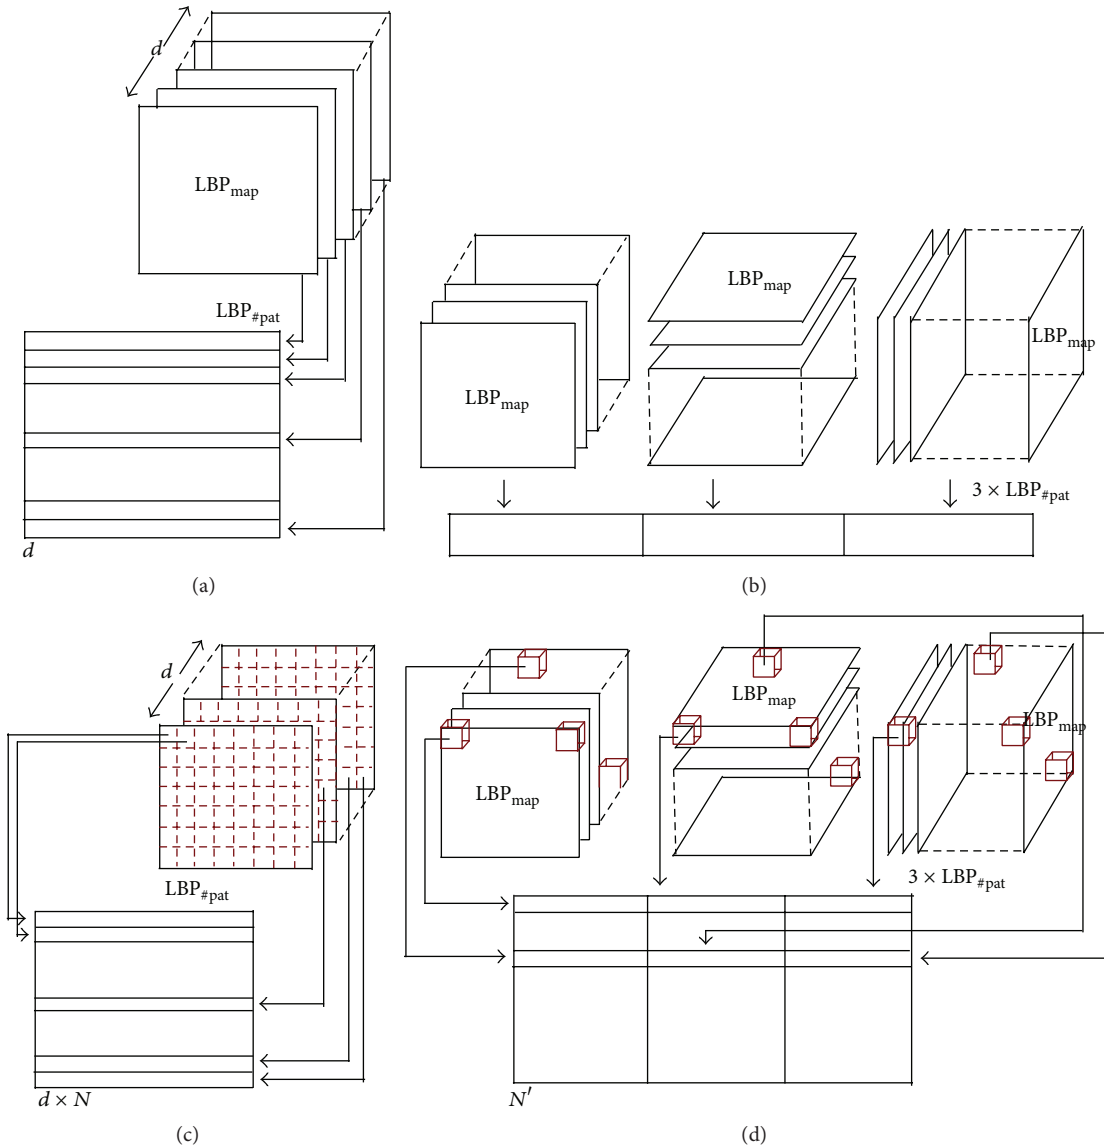 d
LBP_map
LBP_#pat
d
(a)
LBP_map
LBP_map
LBP_map
3 × LBP_#pat
(b)
d
LBP_#pat
d × N
(c)
LBP_map
LBP_map
LBP_map
3 × LBP_#pat
N′
(d)